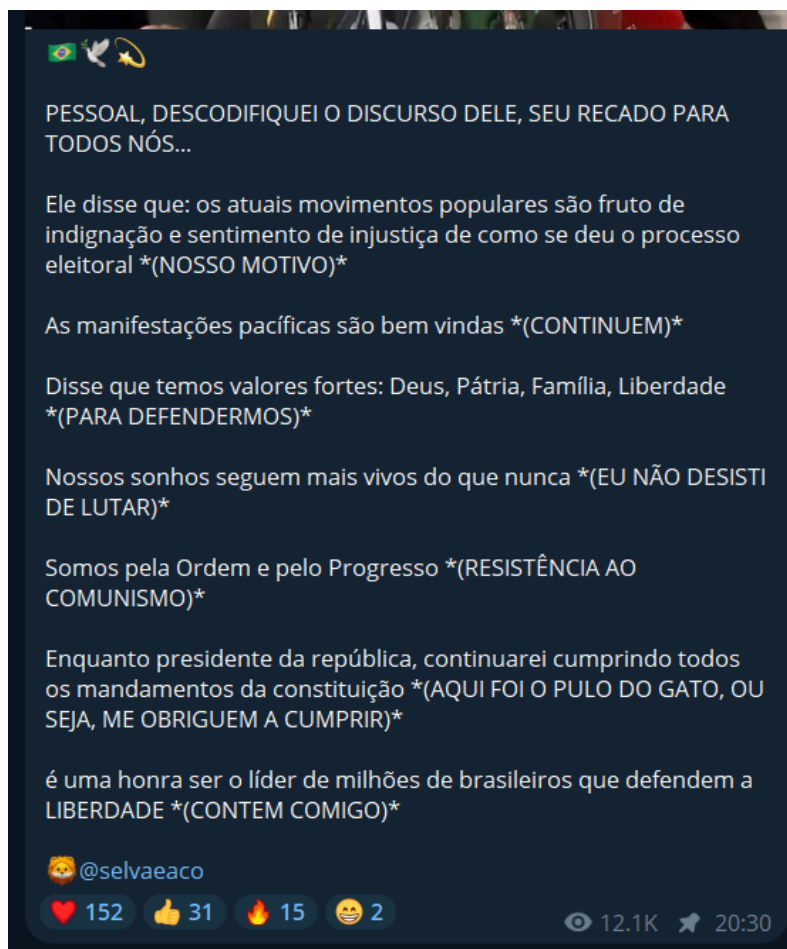 PESSOAL, DESCODIFIQUEI O DISCURSO DELE, SEU RECADO PARA
TODOS NÓS...
Ele disse que: os atuais movimentos populares são fruto de
indignação e sentimento de injustiça de como se deu o processo
eleitoral *(NOSSO MOTIVO)*
As manifestações pacíficas são bem vindas *(CONTINUEM)*
Disse que temos valores fortes: Deus, Pátria, Família, Liberdade
*(PARA DEFENDERMOS)*
Nossos sonhos seguem mais vivos do que nunca *(EU NÃO DESISTI
DE LUTAR)*
Somos pela Ordem e pelo Progresso *(RESISTÊNCIA AO
COMUNISMO)*
Enquanto presidente da república, continuarei cumprindo todos
os mandamentos da constituição *(AQUI FOI O PULO DO GATO, OU
SEJA, ME OBRIGUEM A CUMPRIR)*
é uma honra ser o líder de milhões de brasileiros que defendem a
LIBERDADE *(CONTEM COMIGO)*
@selvaeaco
152 31 15 2
12.1K 20:30